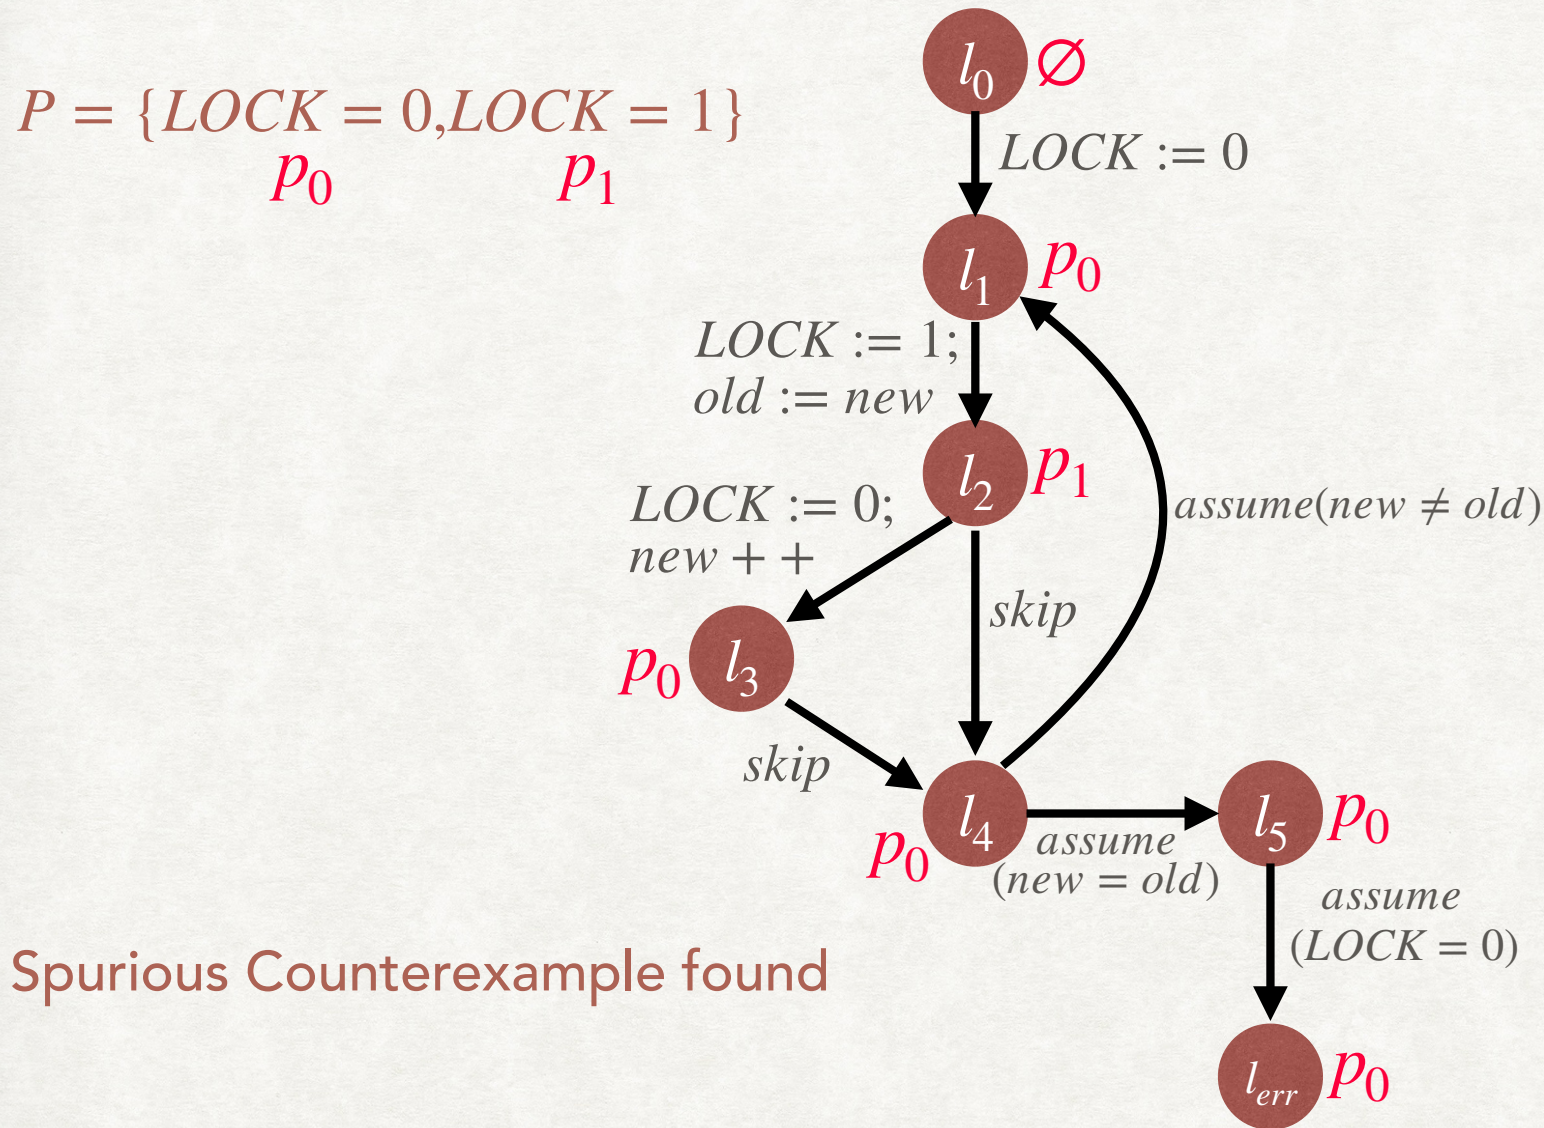 l0 ∅
P = {LOCK = 0,LOCK = 1}
p0 p1
LOCK := 0
l1 p0
LOCK := 1;
old := new
l2 p1
LOCK := 0;
new + +
assume(new ≠ old)
skip
p0 l3
skip
p0 l4
assume
(new = old)
l5 p0
assume
(LOCK = 0)
Spurious Counterexample found
lerr p0